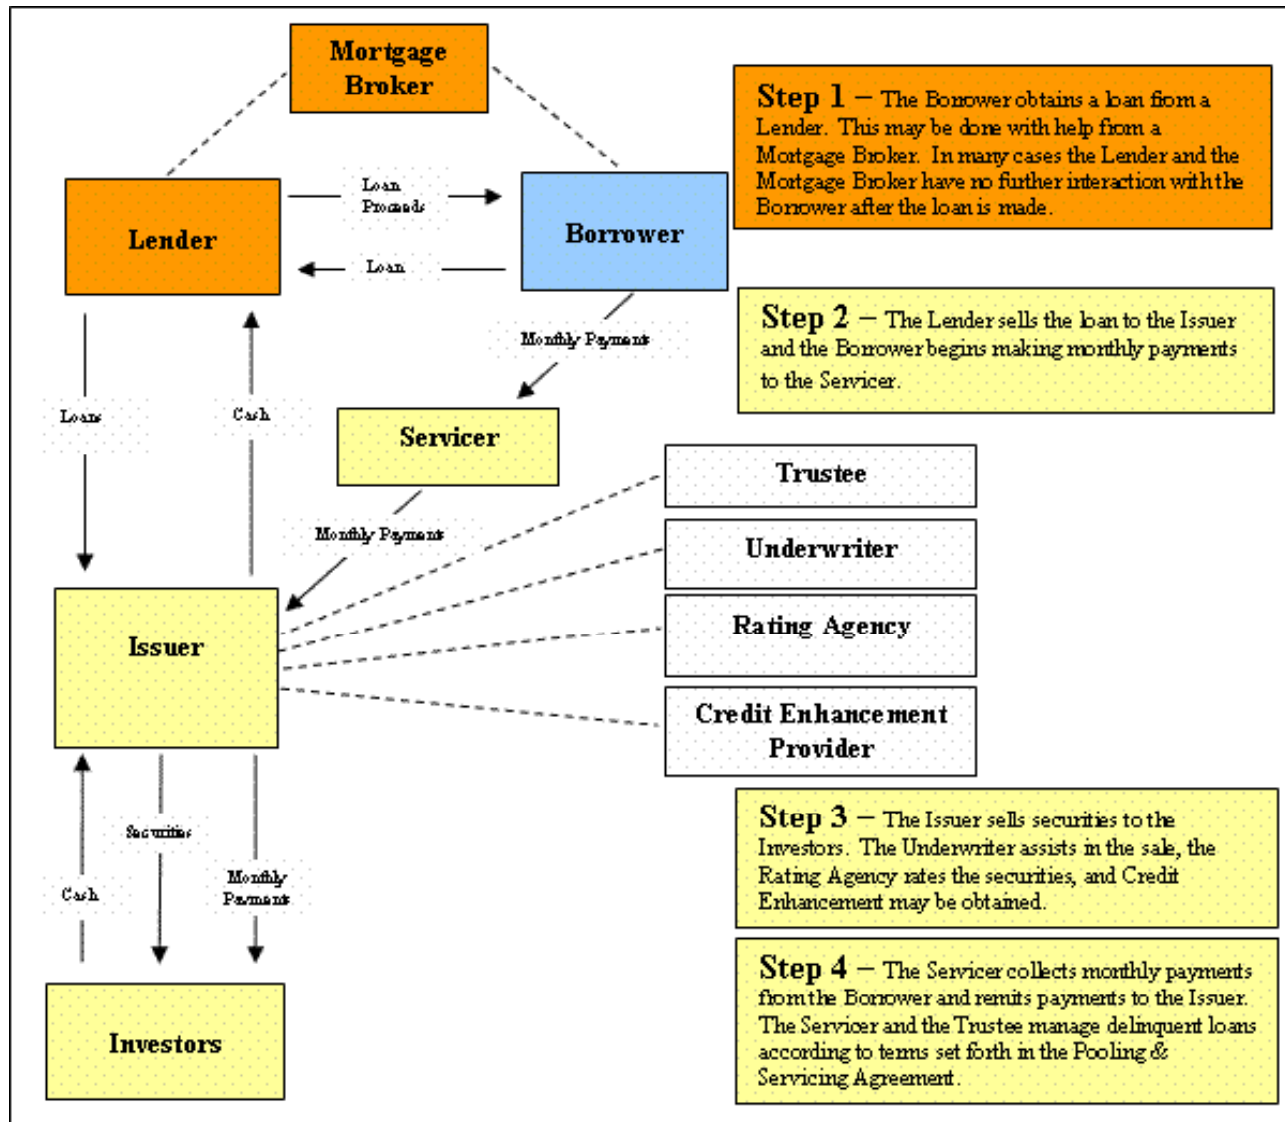 Mortgage
Broker
Step 1 – The Borrower obtains a loan from a
Lender. This may be done with help from a
Mortgage Broker. In many cases the Lender and the
Mortgage Broker have no further interaction with the
Borrower after the loan is made.
Lender
Loan
Proceeds
Borrower
Loan
Step 2 – The Lender sells the loan to the Issuer
and the Borrower begins making monthly payments
to the Servicer.
Monthly Payments
Loans
Cash
Servicer
Trustee
Monthly Payments
Underwriter
Issuer
Rating Agency
Credit Enhancement
Provider
Step 3 – The Issuer sells securities to the
Investors. The Underwriter assists in the sale, the
Rating Agency rates the securities, and Credit
Enhancement may be obtained.
Securities
Cash
Monthly
Payments
Step 4 – The Servicer collects monthly payments
from the Borrower and remits payments to the Issuer.
The Servicer and the Trustee manage delinquent loans
according to terms set forth in the Pooling &
Servicing Agreement.
Investors